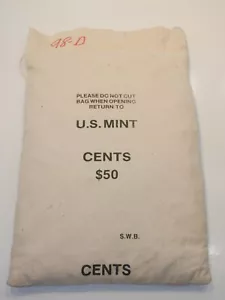 98-D
PLEASE DO NOT CUT
BAG WHEN OPENING
RETURN TO
U.S. MINT
CENTS
$50
S.W.B.
CENTS